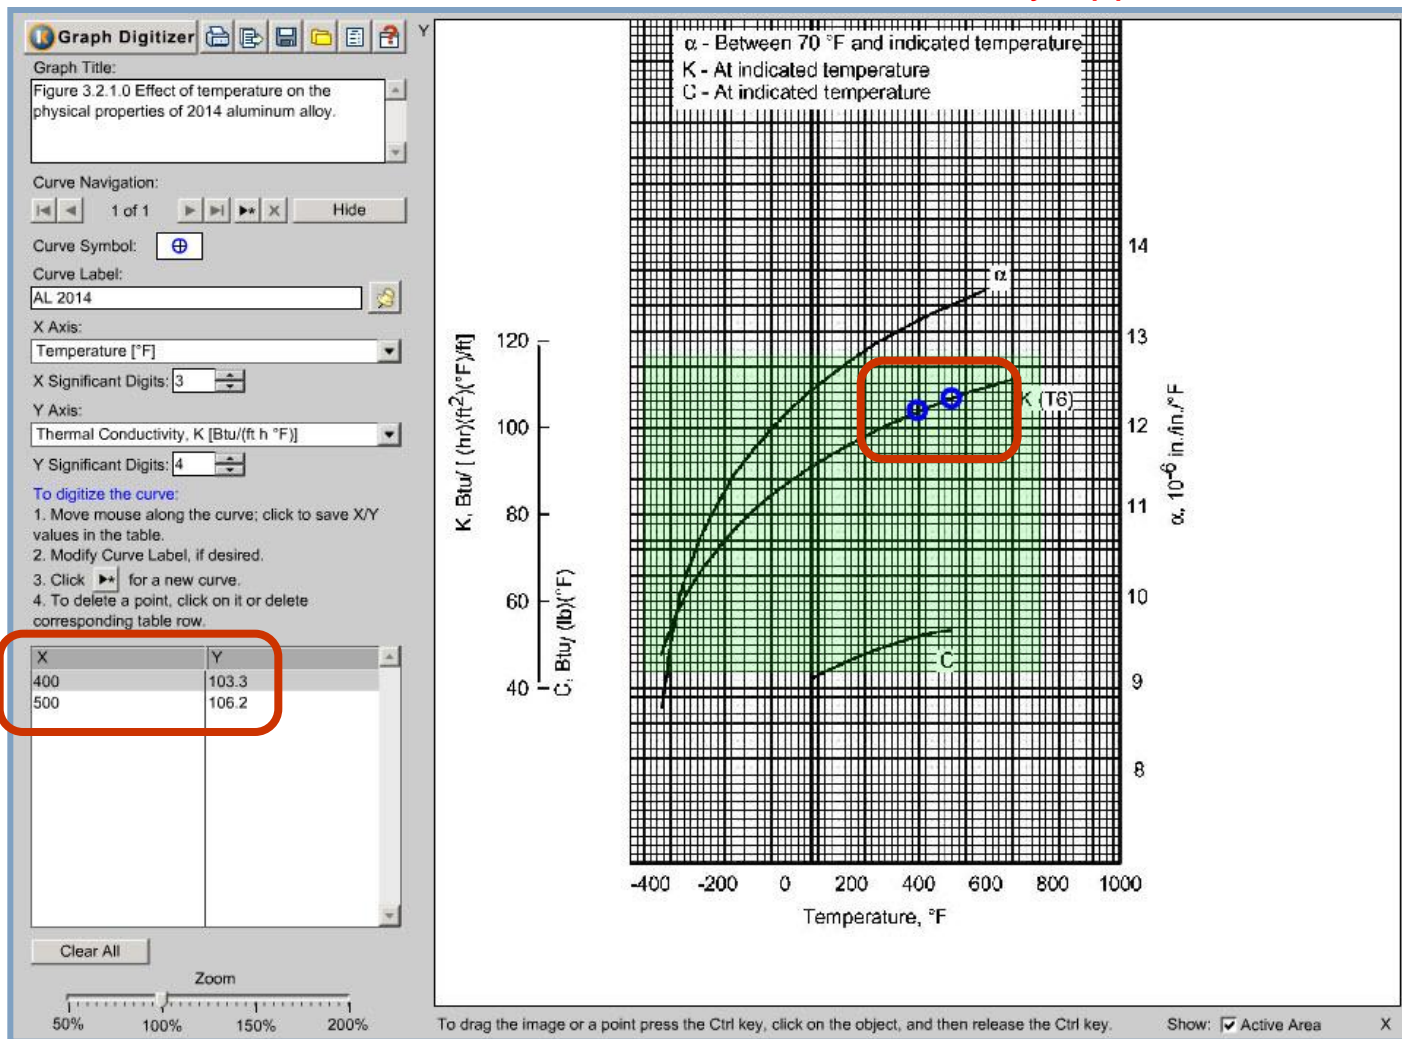 Graph Digitizer
Y
Graph Title:
Figure 3.2.1.0 Effect of temperature on the
physical properties of 2014 aluminum alloy.
Curve Navigation:
1 of 1
Hide
Curve Symbol:
Curve Label:
AL 2014
X Axis:
Temperature [°F]
X Significant Digits: 3
Y Axis:
Thermal Conductivity, K [Btu/(ft h °F)]
Y Significant Digits: 4
To digitize the curve:
1. Move mouse along the curve; click to save X/Y
values in the table.
2. Modify Curve Label, if desired.
3. Click for a new curve.
4. To delete a point, click on it or delete
corresponding table row.
X Y
400 103.3
500 106.2
Clear All
Zoom
50% 100% 150% 200%
α - Between 70 °F and indicated temperature
K - At indicated temperature
C - At indicated temperature
α
K (T6)
C
K, Btu/ [ (hr)(ft²)(°F)/ft]
120
100
80
60
40
C, Btu/ (lb)(°F)
14
13
12
11
10
9
8
α, 10⁻⁶ in./in./°F
-400 -200 0 200 400 600 800 1000
Temperature, °F
To drag the image or a point press the Ctrl key, click on the object, and then release the Ctrl key.
Show: Active Area
X